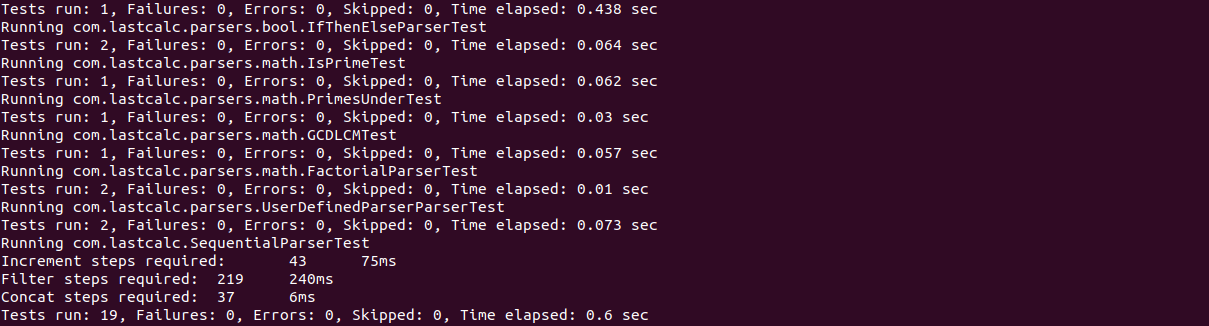 Tests run: 1, Failures: 0, Errors: 0, Skipped: 0, Time elapsed: 0.438 sec
Running com.lastcalc.parsers.bool.IfThenElseParserTest
Tests run: 2, Failures: 0, Errors: 0, Skipped: 0, Time elapsed: 0.064 sec
Running com.lastcalc.parsers.math.IsPrimeTest
Tests run: 1, Failures: 0, Errors: 0, Skipped: 0, Time elapsed: 0.062 sec
Running com.lastcalc.parsers.math.PrimesUnderTest
Tests run: 1, Failures: 0, Errors: 0, Skipped: 0, Time elapsed: 0.03 sec
Running com.lastcalc.parsers.math.GCDLCMTest
Tests run: 1, Failures: 0, Errors: 0, Skipped: 0, Time elapsed: 0.057 sec
Running com.lastcalc.parsers.math.FactorialParserTest
Tests run: 2, Failures: 0, Errors: 0, Skipped: 0, Time elapsed: 0.01 sec
Running com.lastcalc.parsers.UserDefinedParserParserTest
Tests run: 2, Failures: 0, Errors: 0, Skipped: 0, Time elapsed: 0.073 sec
Running com.lastcalc.SequentialParserTest
Increment steps required:       43      75ms
Filter steps required:  219     240ms
Concat steps required:  37      6ms
Tests run: 19, Failures: 0, Errors: 0, Skipped: 0, Time elapsed: 0.6 sec